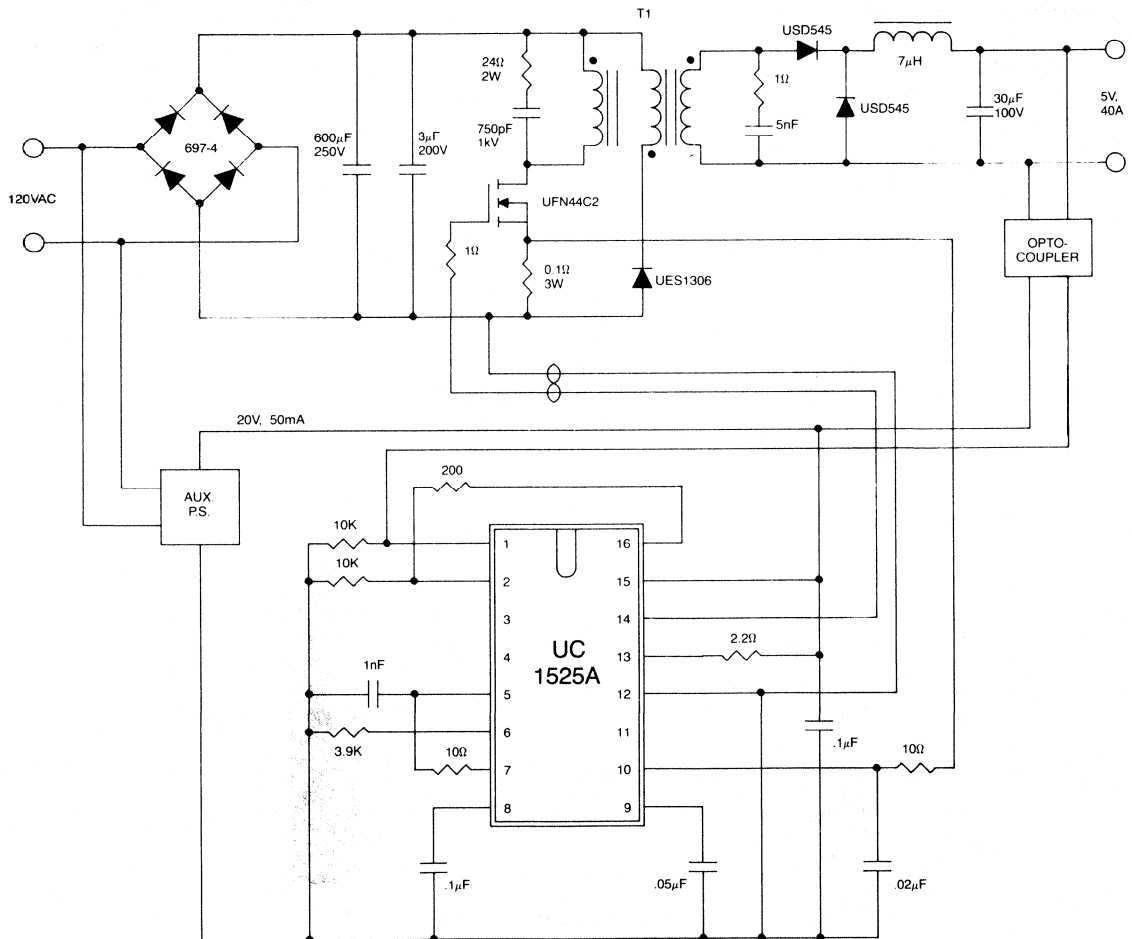 T1
USD545
24Ω
2W
7μH
1Ω
USD545
30μF
100V
5V,
40A
750pF
1kV
5nF
697-4
600μF
250V
3μF
200V
120VAC
UFN44C2
1Ω
0.1Ω
3W
UES1306
OPTO-
COUPLER
20V, 50mA
AUX.
P.S.
200
10K
10K
1
2
3
4
5
6
7
8
16
15
14
13
12
11
10
9
UC
1525A
2.2Ω
1nF
3.9K
10Ω
.1μF
10Ω
.1μF
.05μF
.02μF